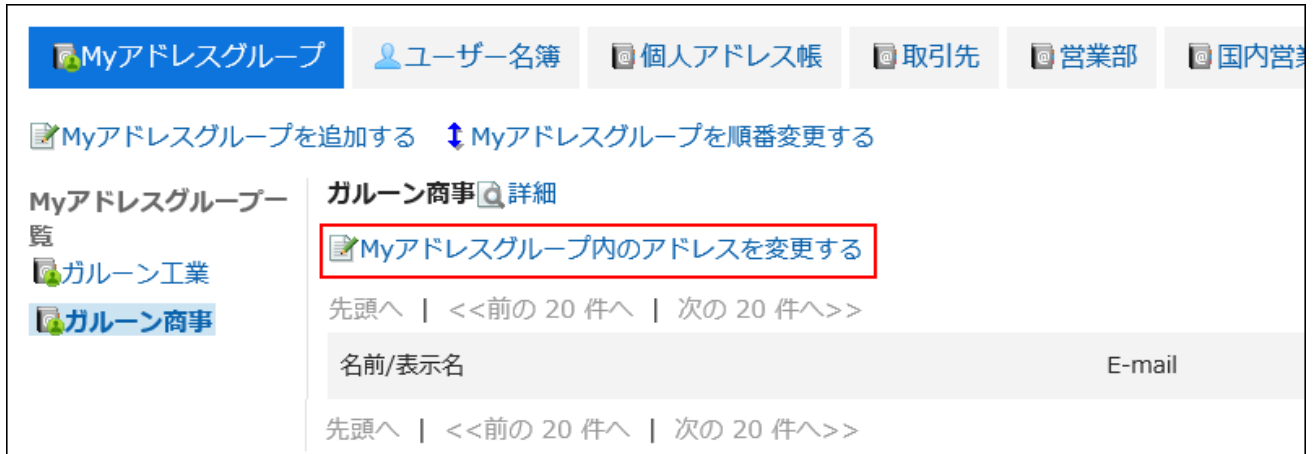 Myアドレスグループ ユーザー名簿 個人アドレス帳 取引先 営業部 国内営
Myアドレスグループを追加する Myアドレスグループを順番変更する
Myアドレスグループ一
覧
ガルーン工業
ガルーン商事
ガルーン商事 詳細
Myアドレスグループ内のアドレスを変更する
先頭へ | <<前の 20 件へ | 次の 20 件へ>>
名前/表示名 E-mail
先頭へ | <<前の 20 件へ | 次の 20 件へ>>